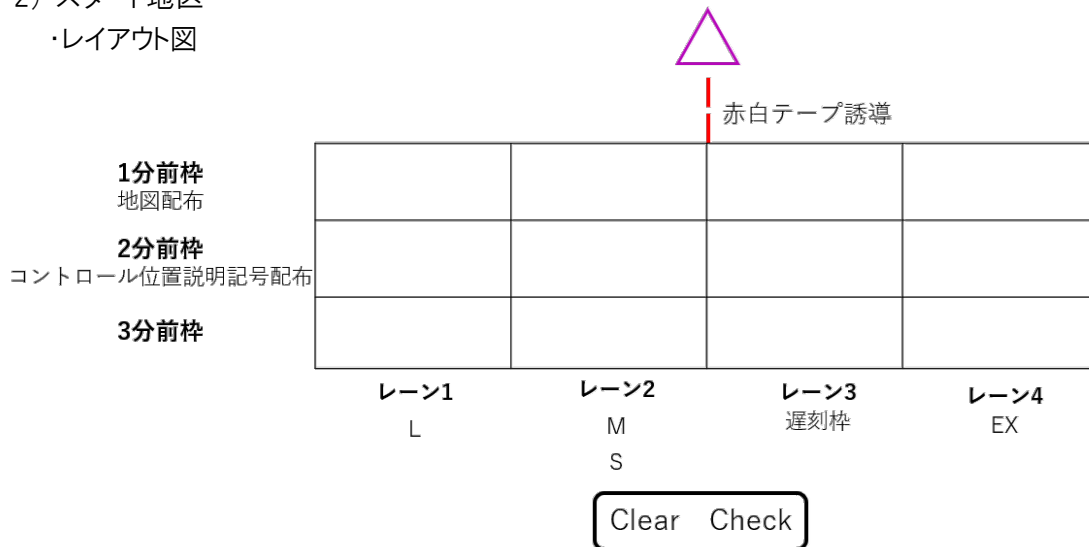 2) スタート地区
・レイアウト図
赤白テープ誘導
1分前枠
地図配布
2分前枠
コントロール位置説明記号配布
3分前枠
レーン1
L
レーン2
M
S
レーン3
遅刻枠
レーン4
EX
Clear Check